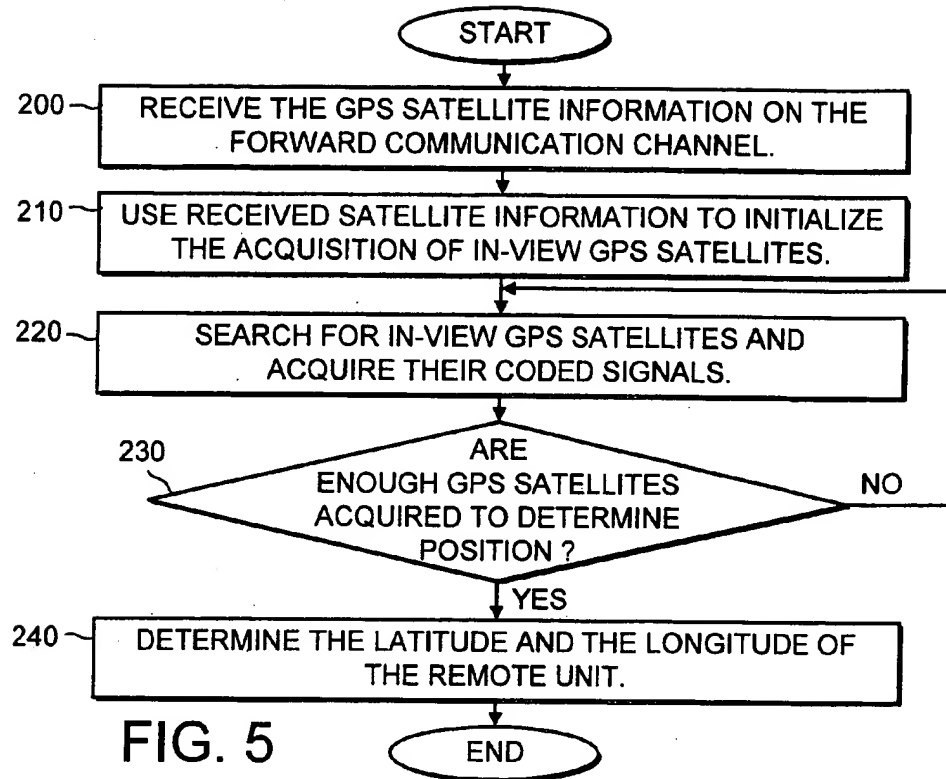 START
200
RECEIVE THE GPS SATELLITE INFORMATION ON THE
FORWARD COMMUNICATION CHANNEL.
210
USE RECEIVED SATELLITE INFORMATION TO INITIALIZE
THE ACQUISITION OF IN-VIEW GPS SATELLITES.
220
SEARCH FOR IN-VIEW GPS SATELLITES AND
ACQUIRE THEIR CODED SIGNALS.
230
ARE
ENOUGH GPS SATELLITES
ACQUIRED TO DETERMINE
POSITION ?
NO
YES
240
DETERMINE THE LATITUDE AND THE LONGITUDE OF
THE REMOTE UNIT.
FIG. 5
END